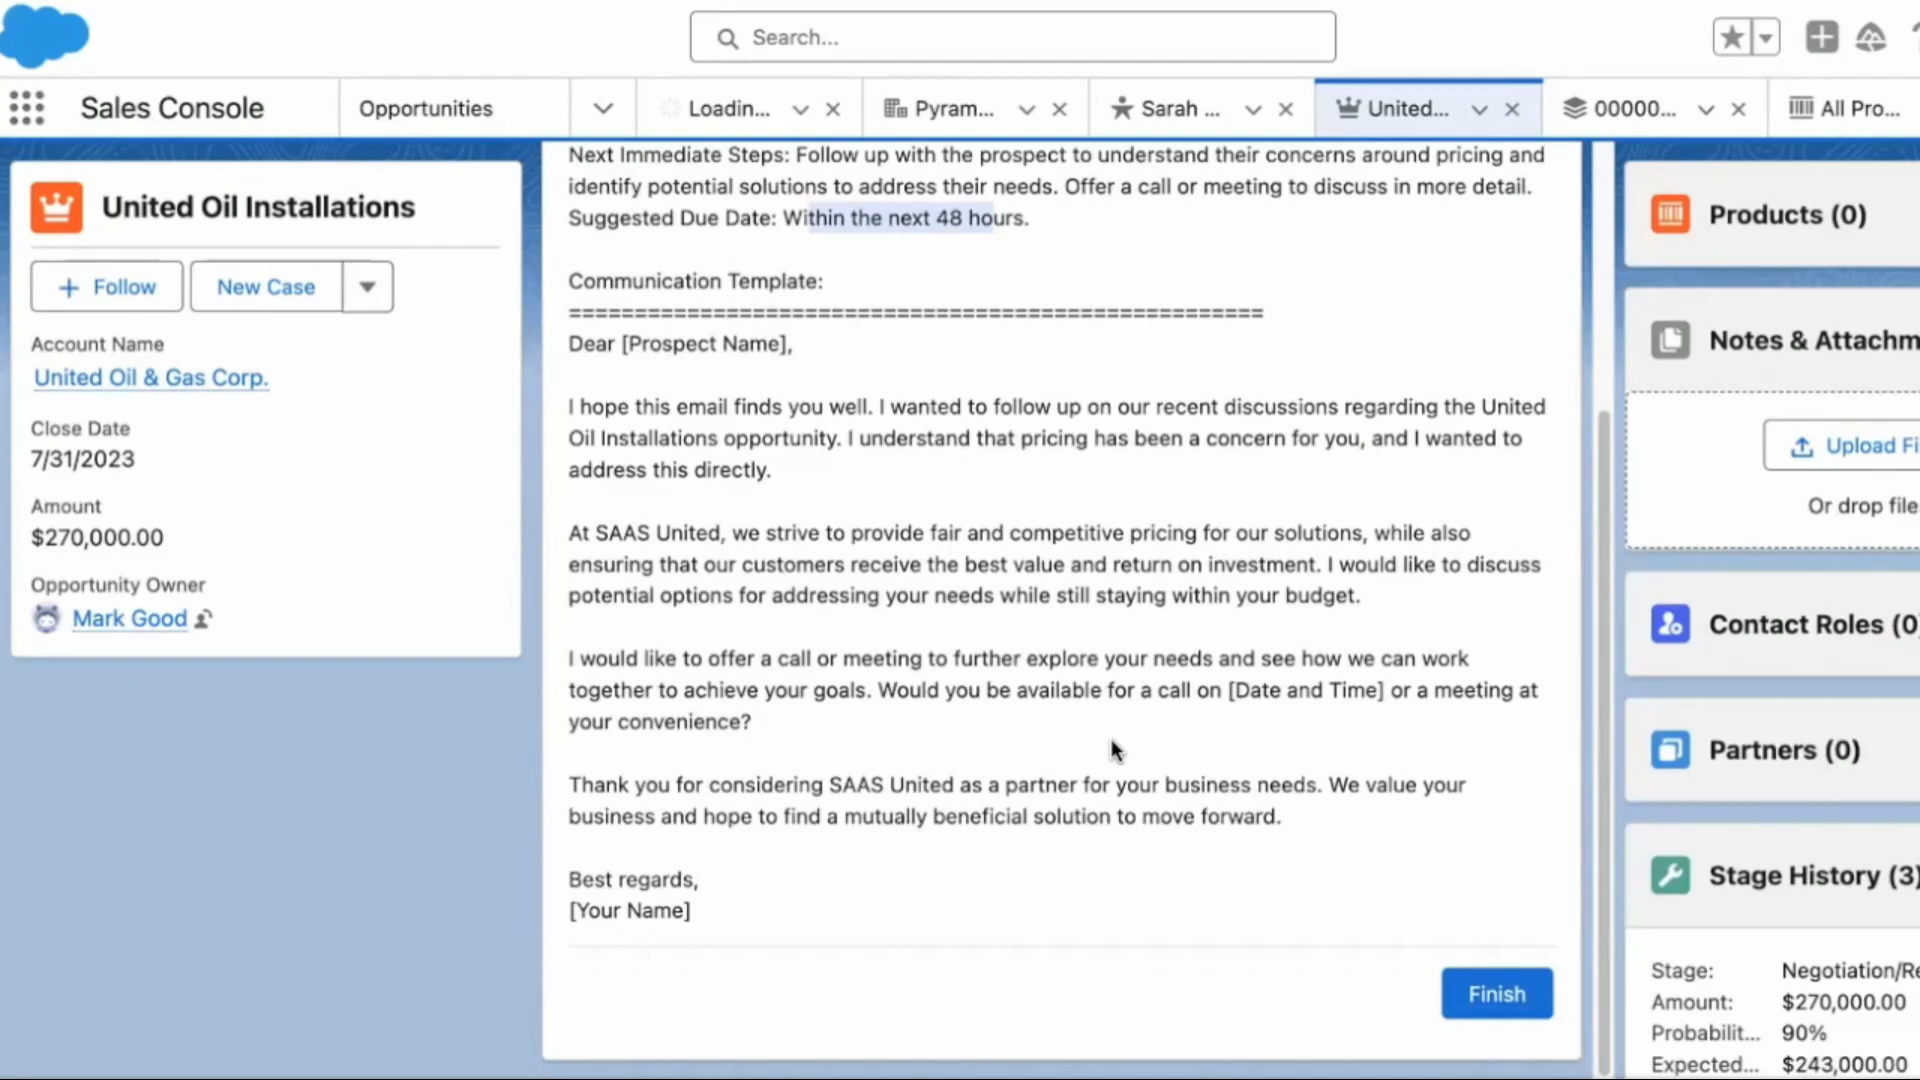 Search...
Sales Console
Opportunities
Loadin...
Pyram...
Sarah ...
United...
00000...
All Pro...
United Oil Installations
Follow
New Case
Account Name
United Oil & Gas Corp.
Close Date
7/31/2023
Amount
$270,000.00
Opportunity Owner
Mark Good
Next Immediate Steps: Follow up with the prospect to understand their concerns around pricing and
identify potential solutions to address their needs. Offer a call or meeting to discuss in more detail.
Suggested Due Date: Within the next 48 hours.
Communication Template:
=====================================================
Dear [Prospect Name],
I hope this email finds you well. I wanted to follow up on our recent discussions regarding the United
Oil Installations opportunity. I understand that pricing has been a concern for you, and I wanted to
address this directly.
At SAAS United, we strive to provide fair and competitive pricing for our solutions, while also
ensuring that our customers receive the best value and return on investment. I would like to discuss
potential options for addressing your needs while still staying within your budget.
I would like to offer a call or meeting to further explore your needs and see how we can work
together to achieve your goals. Would you be available for a call on [Date and Time] or a meeting at
your convenience?
Thank you for considering SAAS United as a partner for your business needs. We value your
business and hope to find a mutually beneficial solution to move forward.
Best regards,
[Your Name]
Finish
Products (0)
Notes & Attachm
Upload Fi
Or drop file
Contact Roles (0)
Partners (0)
Stage History (3)
Stage: Negotiation/Re
Amount: $270,000.00
Probabilit... 90%
Expected... $243,000.00